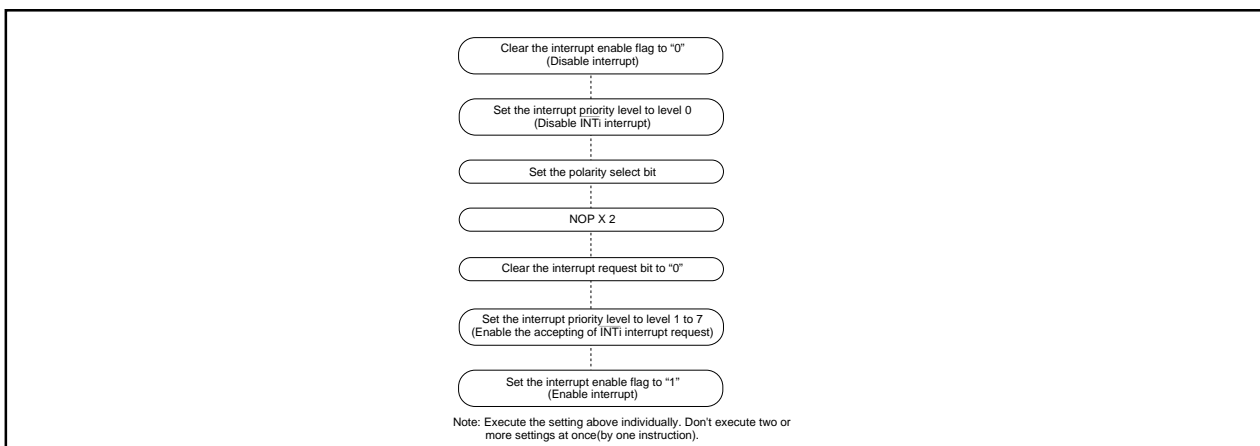 Clear the interrupt enable flag to “0”
(Disable interrupt)
Set the interrupt priority level to level 0
(Disable INTi interrupt)
Set the polarity select bit
NOP X 2
Clear the interrupt request bit to “0”
Set the interrupt priority level to level 1 to 7
(Enable the accepting of INTi interrupt request)
Set the interrupt enable flag to “1”
(Enable interrupt)
Note: Execute the setting above individually. Don’t execute two or
more settings at once(by one instruction).